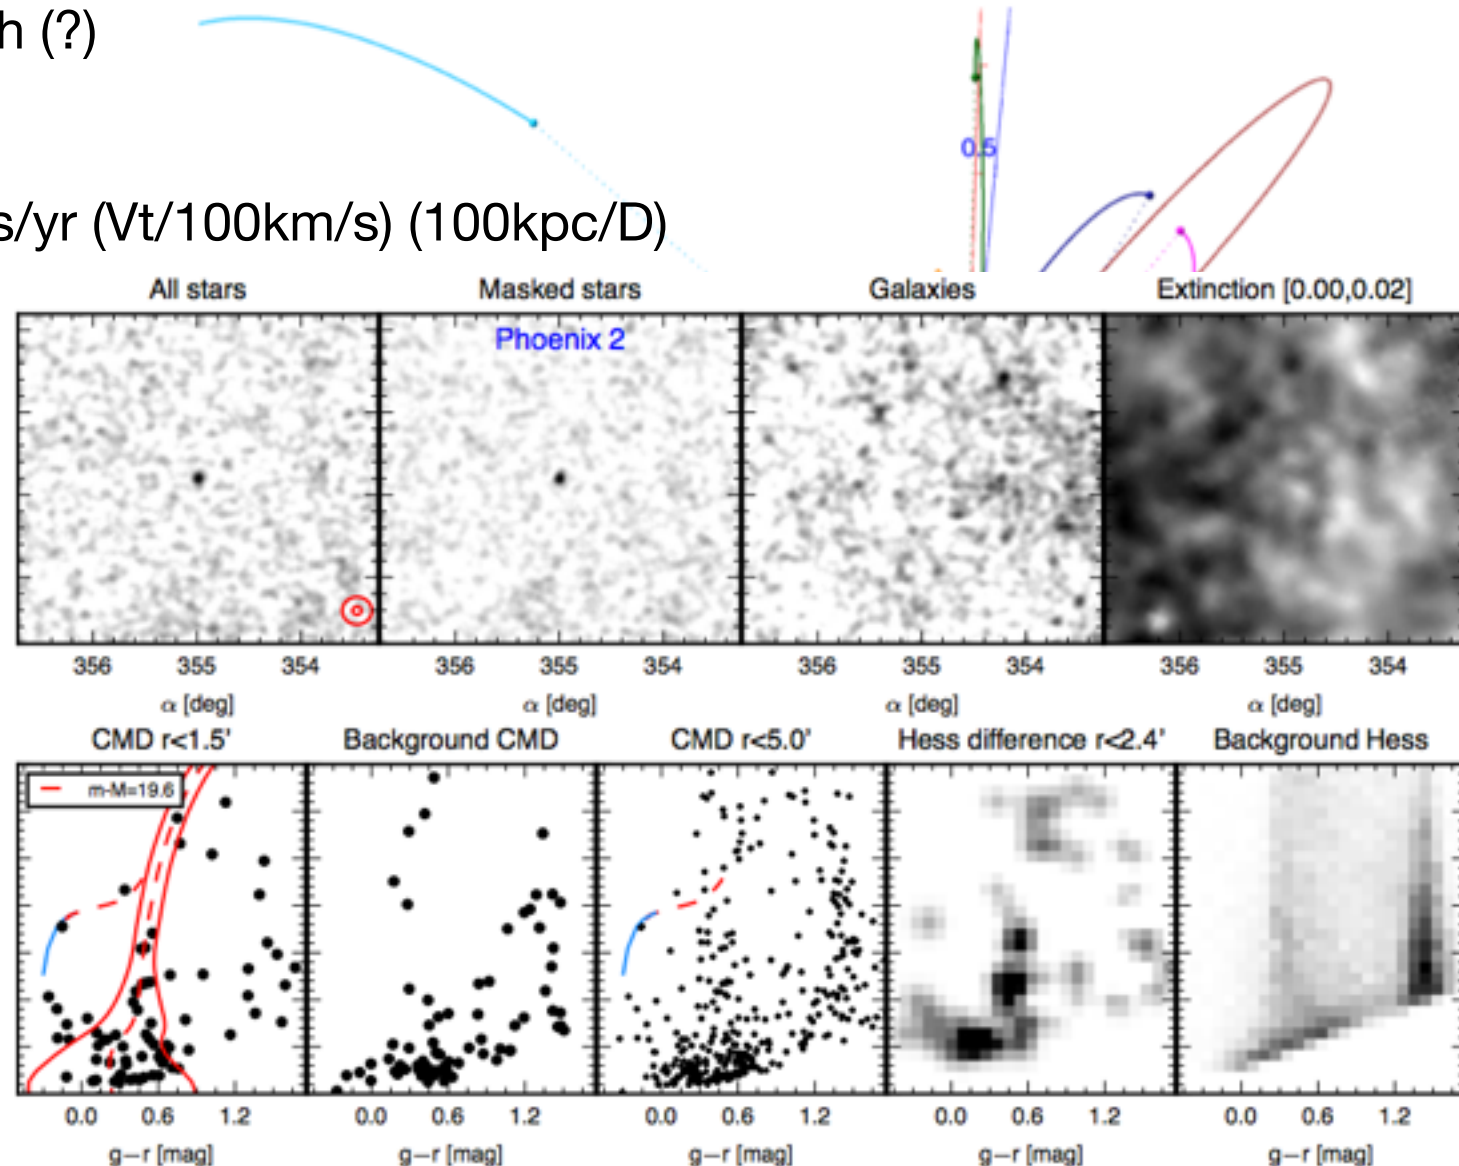 h (?)
0.5
s/yr (Vt/100km/s) (100kpc/D)
All stars
Masked stars
Galaxies
Extinction [0.00,0.02]
Phoenix 2
356 355 354
356 355 354
356 355 354
356 355 354
α [deg]
α [deg]
α [deg]
α [deg]
CMD r<1.5'
Background CMD
CMD r<5.0'
Hess difference r<2.4'
Background Hess
m-M=19.6
0.0 0.6 1.2
0.0 0.6 1.2
0.0 0.6 1.2
0.0 0.6 1.2
0.0 0.6 1.2
g−r [mag]
g−r [mag]
g−r [mag]
g−r [mag]
g−r [mag]